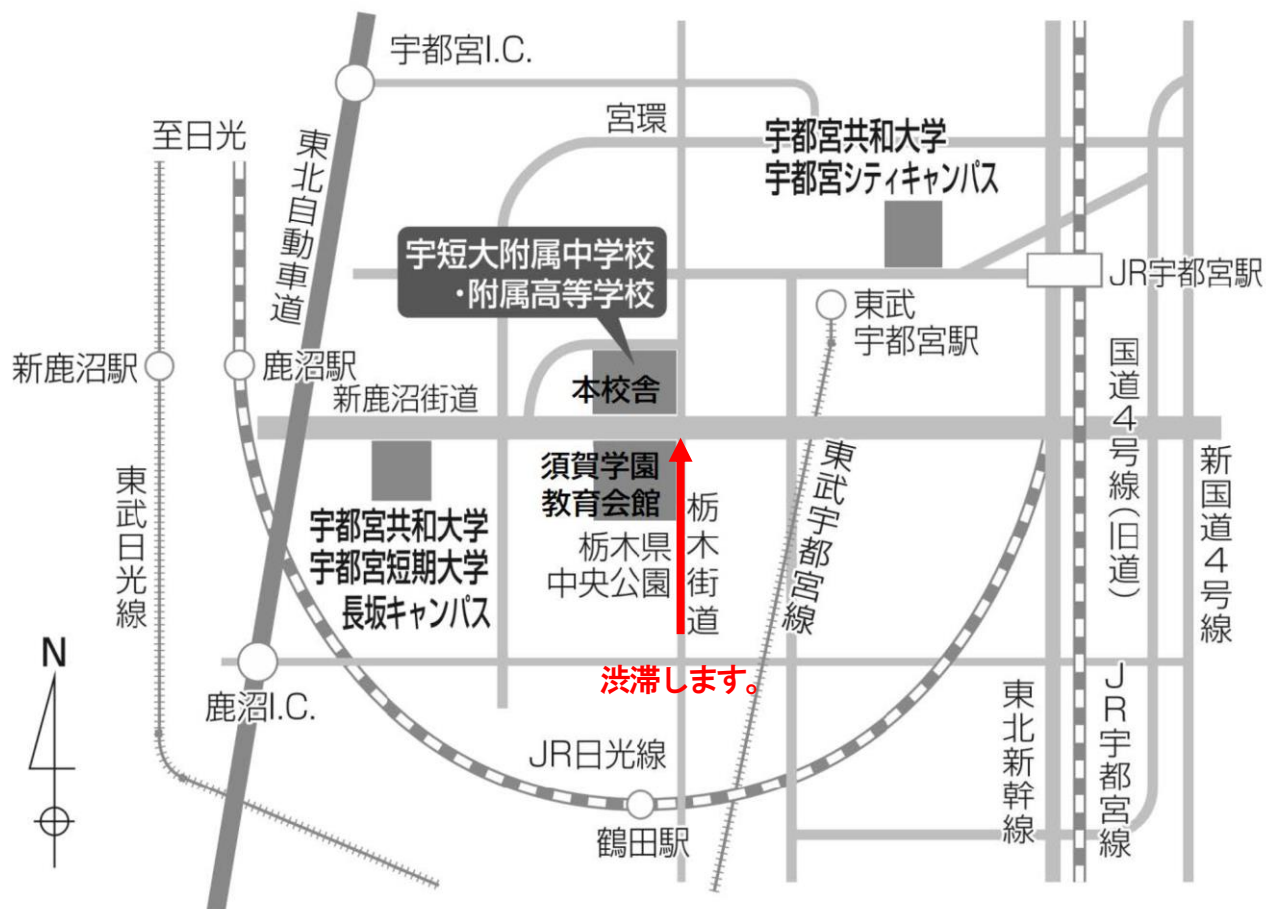 宇都宮I.C.
至日光
東北自動車道
宮環
宇都宮共和大学
宇都宮シティキャンパス
宇短大附属中学校
・附属高等学校
JR宇都宮駅
東武
宇都宮駅
新鹿沼駅
鹿沼駅
新鹿沼街道
本校舎
国道4号線(旧道)
新国道4号線
東武日光線
須賀学園
教育会館
栃木街道
東武宇都宮線
宇都宮共和大学
宇都宮短期大学
長坂キャンパス
栃木県
中央公園
N
渋滞します。
鹿沼I.C.
JR日光線
東北新幹線
JR宇都宮線
鶴田駅